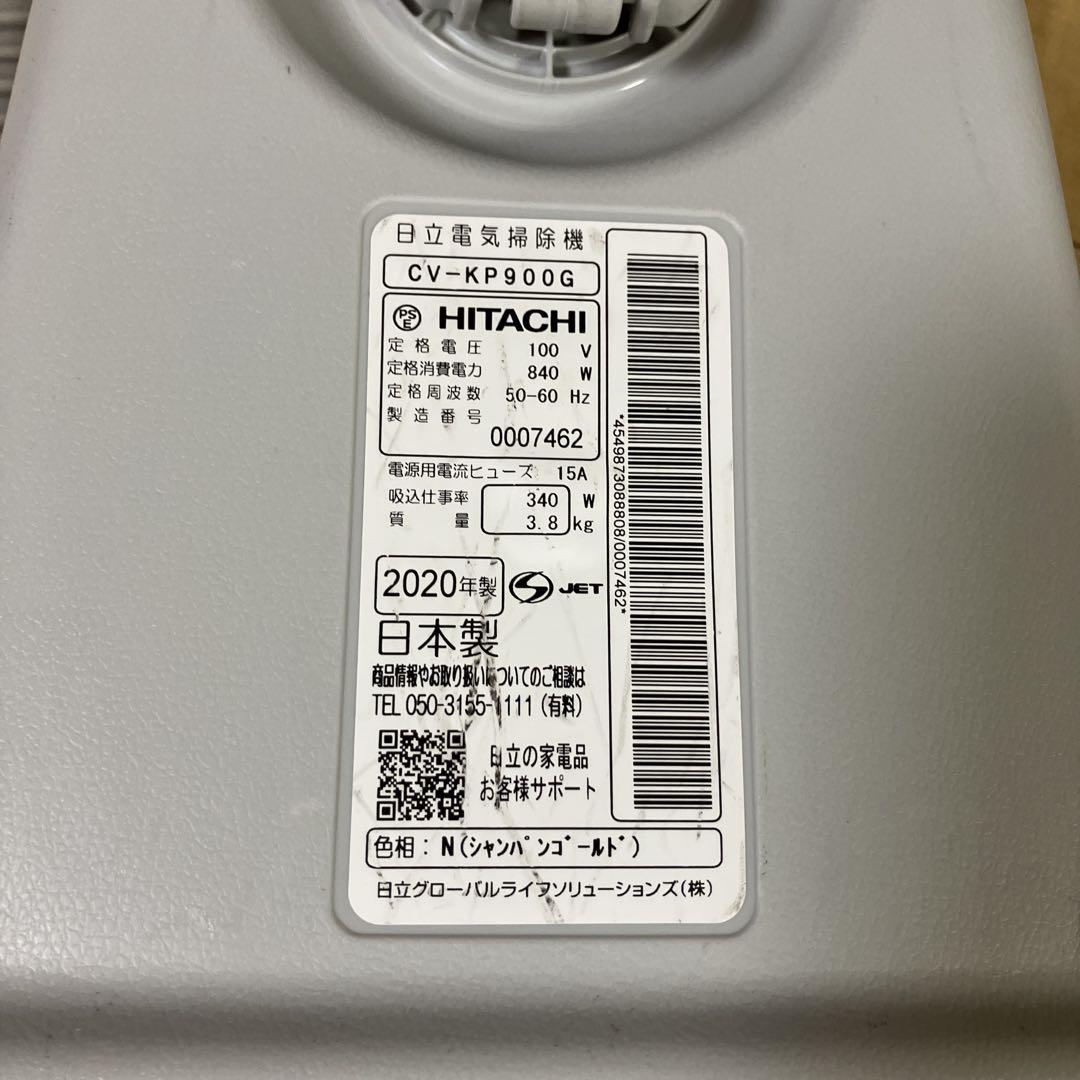 日立電気掃除機
CV-KP900G
PSE HITACHI
定格電圧 100 V
定格消費電力 840 W
定格周波数 50-60 Hz
製造番号 0007462
電源用電流ヒューズ 15A
吸込仕事率 340 W
質量 3.8 kg
2020年製 S JET
日本製
商品情報やお取り扱いについてのご相談は
TEL 050-3155-1111 (有料)
日立の家電品
お客様サポート
色相: N(シャンパンゴールド)
日立グローバルライフソリューションズ(株)
*4549873088808/0007462*